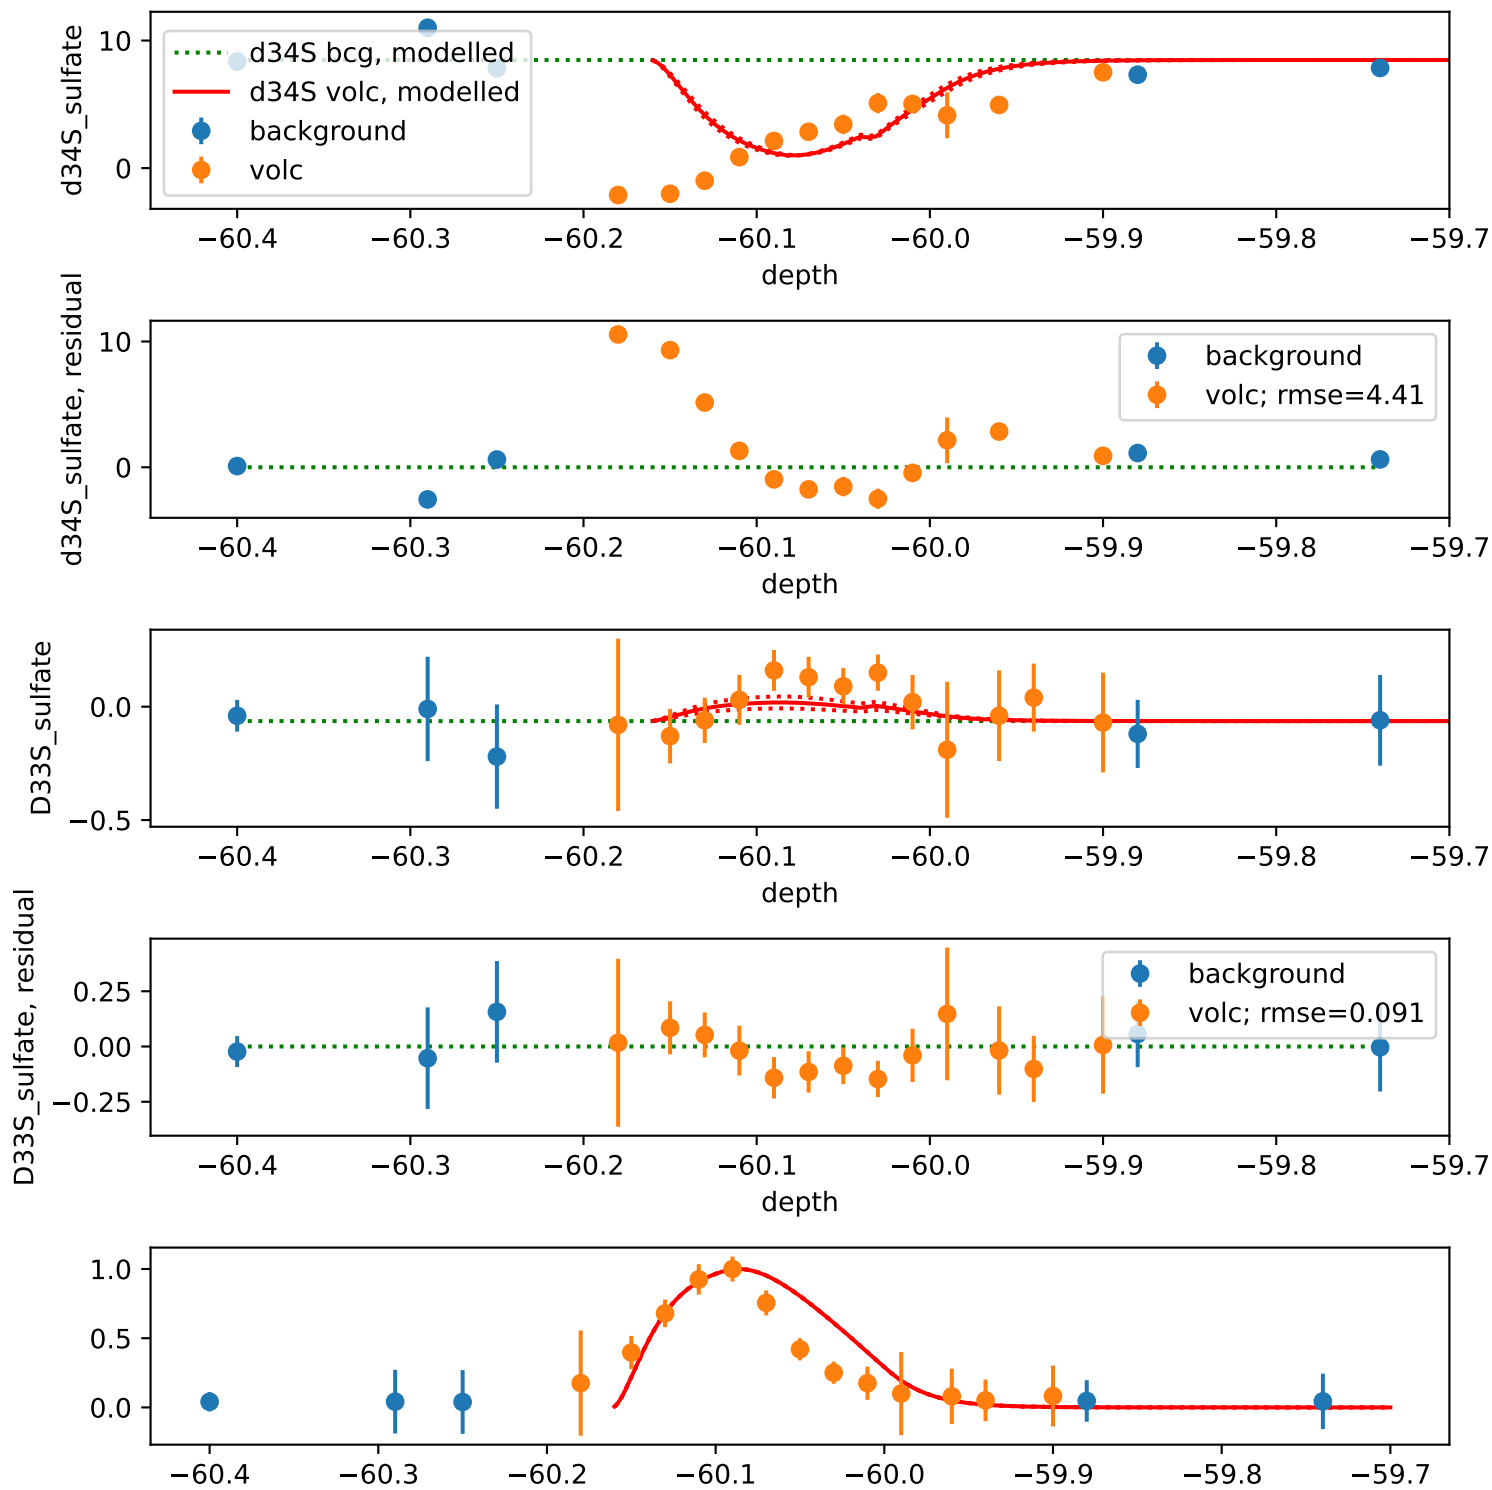 d34S_sulfate
10
0
d34S bcg, modelled
d34S volc, modelled
background
volc
−60.4 −60.3 −60.2 −60.1 −60.0 −59.9 −59.8 −59.7
depth
d34S_sulfate, residual
10
0
background
volc; rmse=4.41
−60.4 −60.3 −60.2 −60.1 −60.0 −59.9 −59.8 −59.7
depth
D33S_sulfate
0.0
−0.5
−60.4 −60.3 −60.2 −60.1 −60.0 −59.9 −59.8 −59.7
depth
D33S_sulfate, residual
0.25
0.00
−0.25
background
volc; rmse=0.091
−60.4 −60.3 −60.2 −60.1 −60.0 −59.9 −59.8 −59.7
depth
1.0
0.5
0.0
−60.4 −60.3 −60.2 −60.1 −60.0 −59.9 −59.8 −59.7